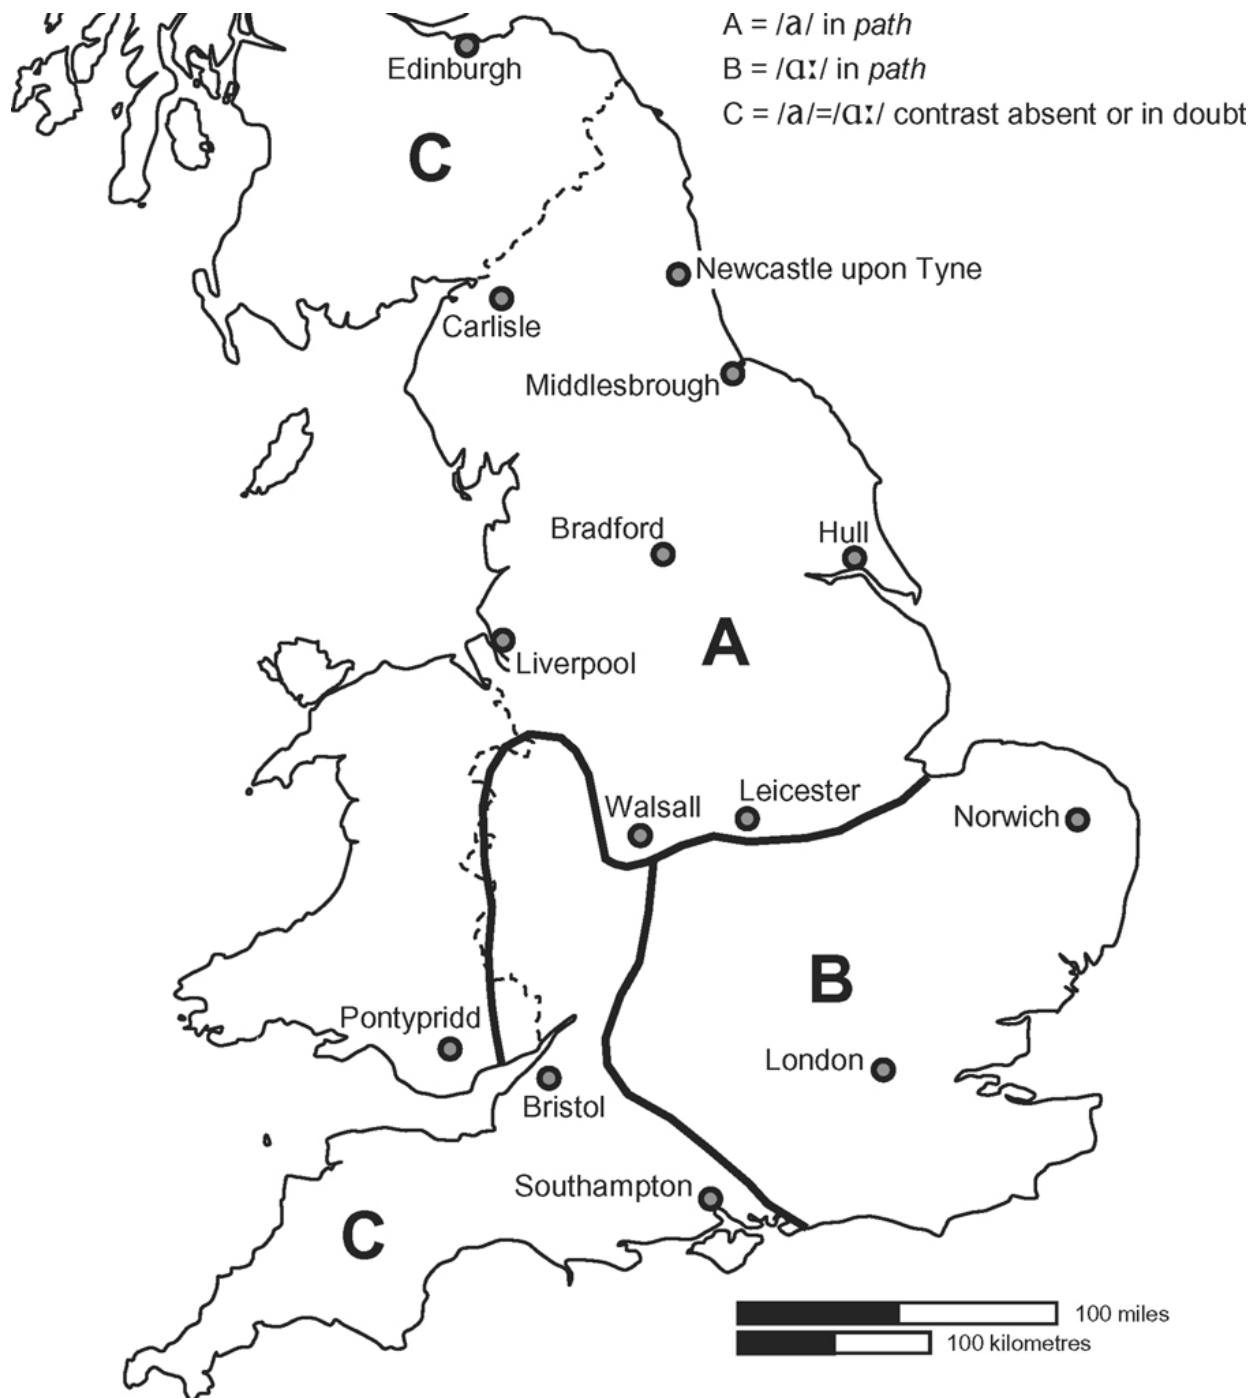 A = /a/ in path
B = /ɑː/ in path
C = /a/=/ɑː/ contrast absent or in doubt
Edinburgh
C
Newcastle upon Tyne
Carlisle
Middlesbrough
Bradford
Hull
A
Liverpool
Walsall
Leicester
Norwich
B
Pontypridd
London
Bristol
Southampton
C
100 miles
100 kilometres